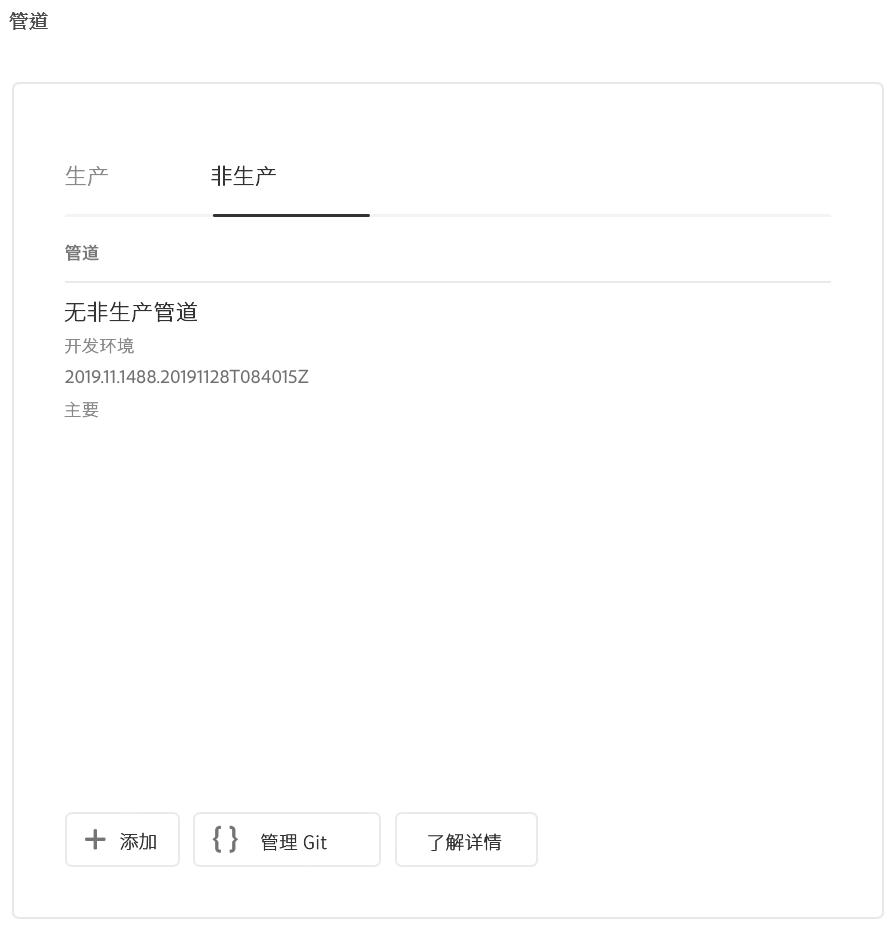 管道
生产 非生产
管道
无非生产管道
开发环境
2019.11.1488.20191128T084015Z
主要
添加 {} 管理 Git 了解详情